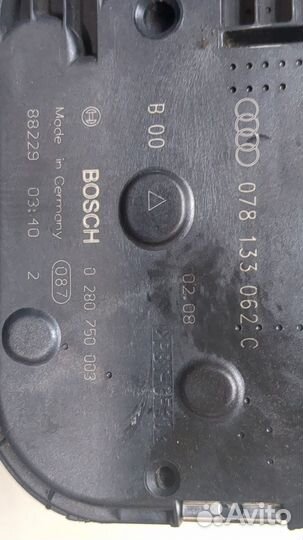 078 133 062 C
B 00
02.08
BOSCH 0 280 750 003
Made in Germany
087
88229 03:40 2
Avito